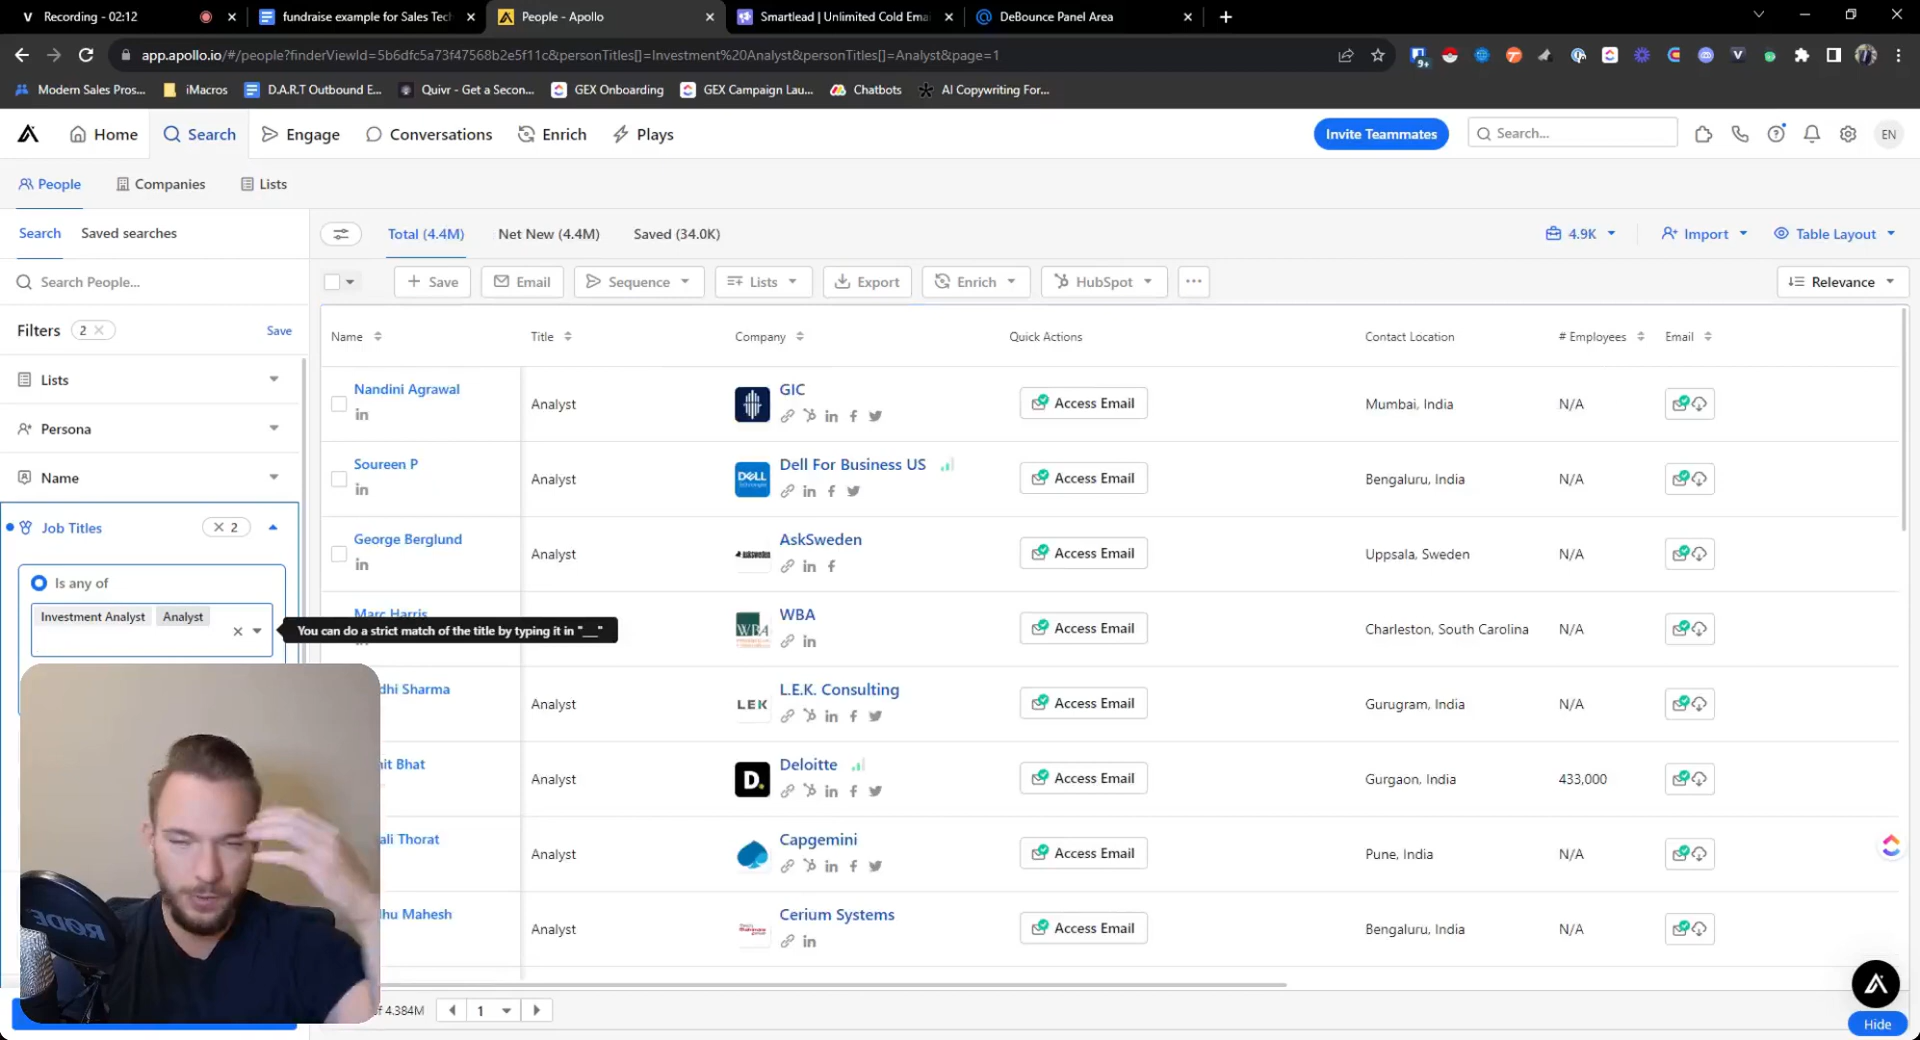 Recording - 02:12
fundraise example for Sales Tech
People - Apollo
Smartlead | Unlimited Cold Emai
DeBounce Panel Area
app.apollo.io/#/people?finderViewId=5b6dfc5a73f47568b2e5f11c&personTitles[]=Investment%20Analyst&personTitles[]=Analyst&page=1
9+
Modern Sales Pros...
iMacros
D.A.R.T Outbound E...
Quivr - Get a Secon...
GEX Onboarding
GEX Campaign Lau...
Chatbots
AI Copywriting For...
Home
Search
Engage
Conversations
Enrich
Plays
Invite Teammates
Search...
EN
People
Companies
Lists
Search
Saved searches
Total (4.4M)
Net New (4.4M)
Saved (34.0K)
4.9K
Import
Table Layout
Search People...
Save
Email
Sequence
Lists
Export
Enrich
HubSpot
Relevance
Filters 2
Save
Name
Title
Company
Quick Actions
Contact Location
# Employees
Email
Lists
Persona
Name
Job Titles
2
Is any of
Investment Analyst
Analyst
You can do a strict match of the title by typing it in "__"
Nandini Agrawal
Analyst
GIC
Access Email
Mumbai, India
N/A
Soureen P
Analyst
DELL
Dell For Business US
Access Email
Bengaluru, India
N/A
George Berglund
Analyst
AskSweden
Access Email
Uppsala, Sweden
N/A
Marc Harris
WBA
WBA
Access Email
Charleston, South Carolina
N/A
dhi Sharma
Analyst
LEK
L.E.K. Consulting
Access Email
Gurugram, India
N/A
it Bhat
Analyst
D.
Deloitte
Access Email
Gurgaon, India
433,000
ali Thorat
Analyst
Capgemini
Access Email
Pune, India
N/A
hu Mahesh
Analyst
Cerium Systems
Access Email
Bengaluru, India
N/A
RØDE
f 4.384M
1
Hide